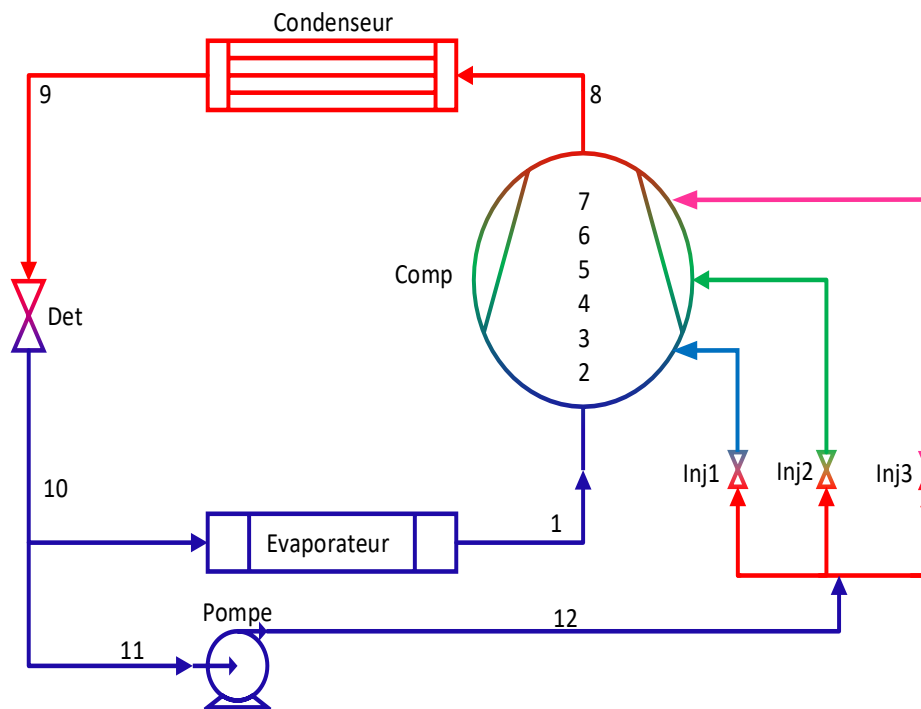 Condenseur
9
8
7
6
5
Comp
4
3
2
Det
Inj1
Inj2
Inj3
10
1
Evaporateur
Pompe
12
11